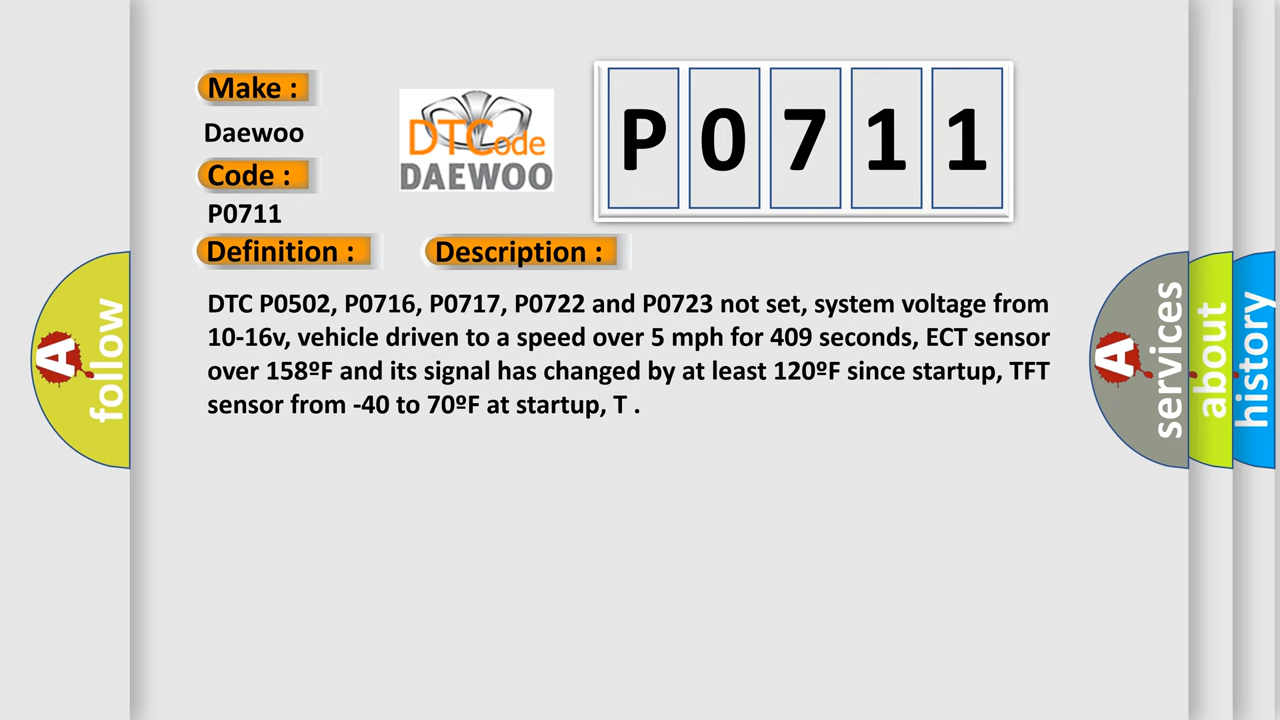 Make :
Daewoo
Code :
P0711
Definition :
Description :
DTCode
DAEWOO
P0711
DTC P0502, P0716, P0717, P0722 and P0723 not set, system voltage from
10-16v, vehicle driven to a speed over 5 mph for 409 seconds, ECT sensor
over 158ºF and its signal has changed by at least 120ºF since startup, TFT
sensor from -40 to 70ºF at startup, T .
A
follow
A
services
about
history